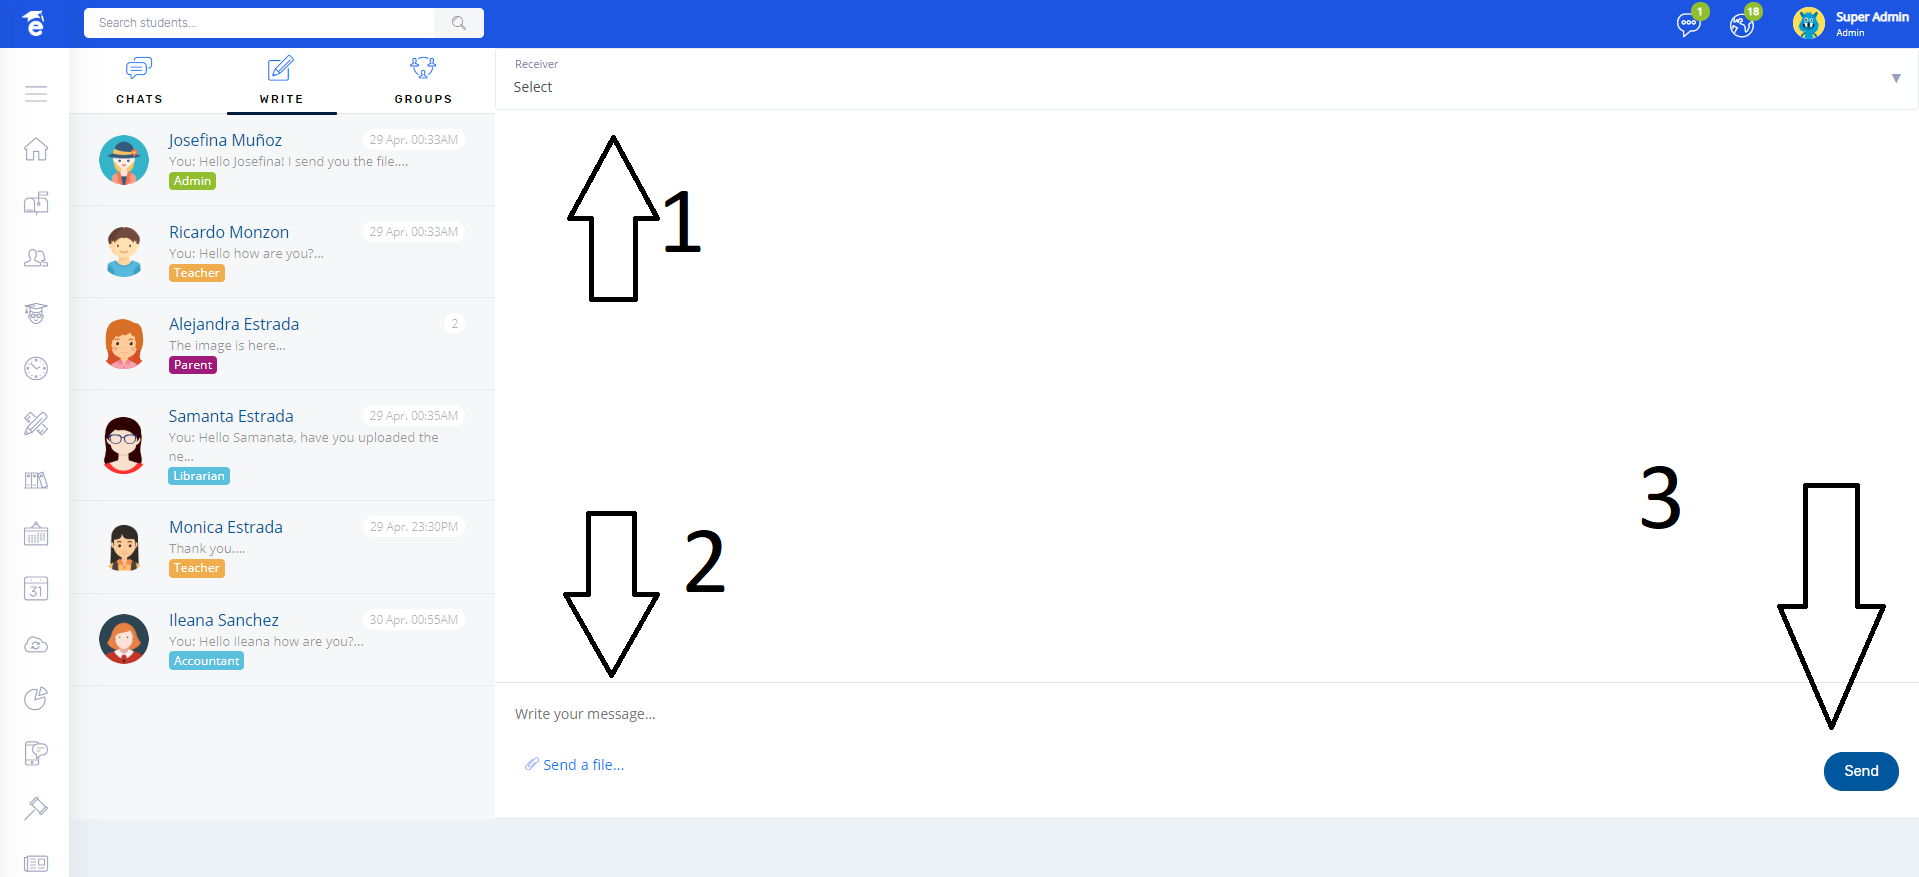 e
Search students...
1
18
Super Admin
Admin
CHATS
WRITE
GROUPS
Receiver
Select
Josefina Muñoz
29 Apr. 00:33AM
You: Hello Josefina! I send you the file....
Admin
Ricardo Monzon
29 Apr. 00:33AM
You: Hello how are you?...
Teacher
Alejandra Estrada
2
The image is here...
Parent
Samanta Estrada
29 Apr. 00:35AM
You: Hello Samanata, have you uploaded the
ne...
Librarian
Monica Estrada
29 Apr. 23:30PM
Thank you....
Teacher
Ileana Sanchez
30 Apr. 00:55AM
You: Hello Ileana how are you?...
Accountant
31
1
2
3
Write your message...
Send a file...
Send